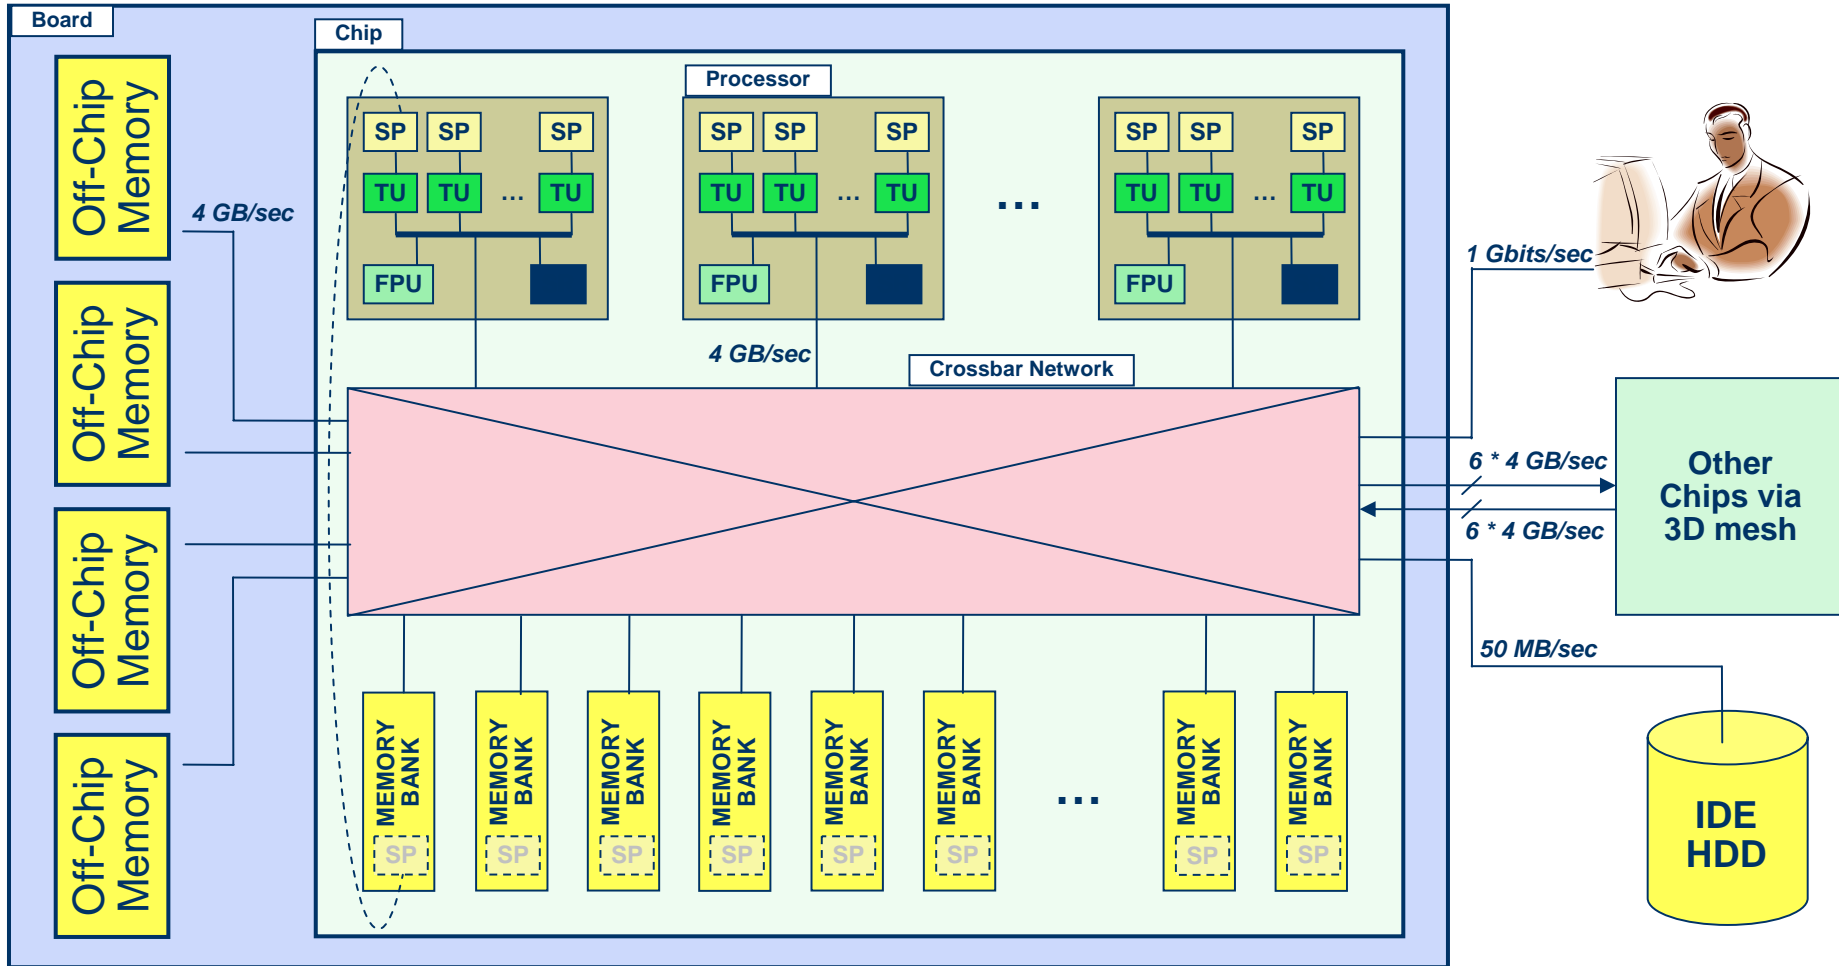 Board
Chip
Off-Chip
Memory
Off-Chip
Memory
Off-Chip
Memory
Off-Chip
Memory
4 GB/sec
Processor
SP SP SP
TU TU ... TU
FPU
SP SP SP
TU TU ... TU
FPU
...
SP SP SP
TU TU ... TU
FPU
4 GB/sec
Crossbar Network
MEMORY
BANK
SP
MEMORY
BANK
SP
MEMORY
BANK
SP
MEMORY
BANK
SP
MEMORY
BANK
SP
MEMORY
BANK
SP
...
MEMORY
BANK
SP
MEMORY
BANK
SP
1 Gbits/sec
6 * 4 GB/sec
6 * 4 GB/sec
Other
Chips via
3D mesh
50 MB/sec
IDE
HDD